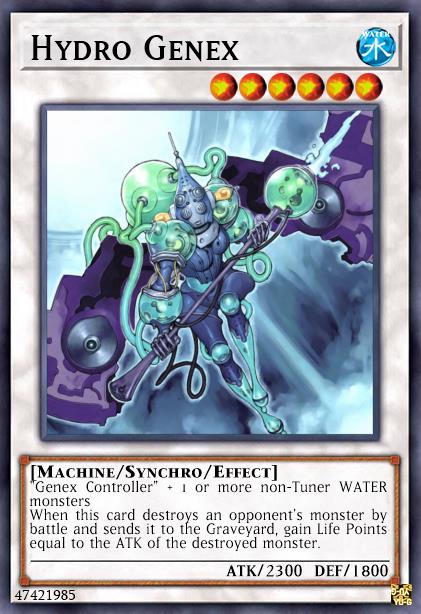 Hydro Genex
WATER
水
[Machine/Synchro/Effect]
"Genex Controller" + 1 or more non-Tuner WATER
monsters
When this card destroys an opponent's monster by
battle and sends it to the Graveyard, gain Life Points
equal to the ATK of the destroyed monster.
ATK/2300 DEF/1800
47421985